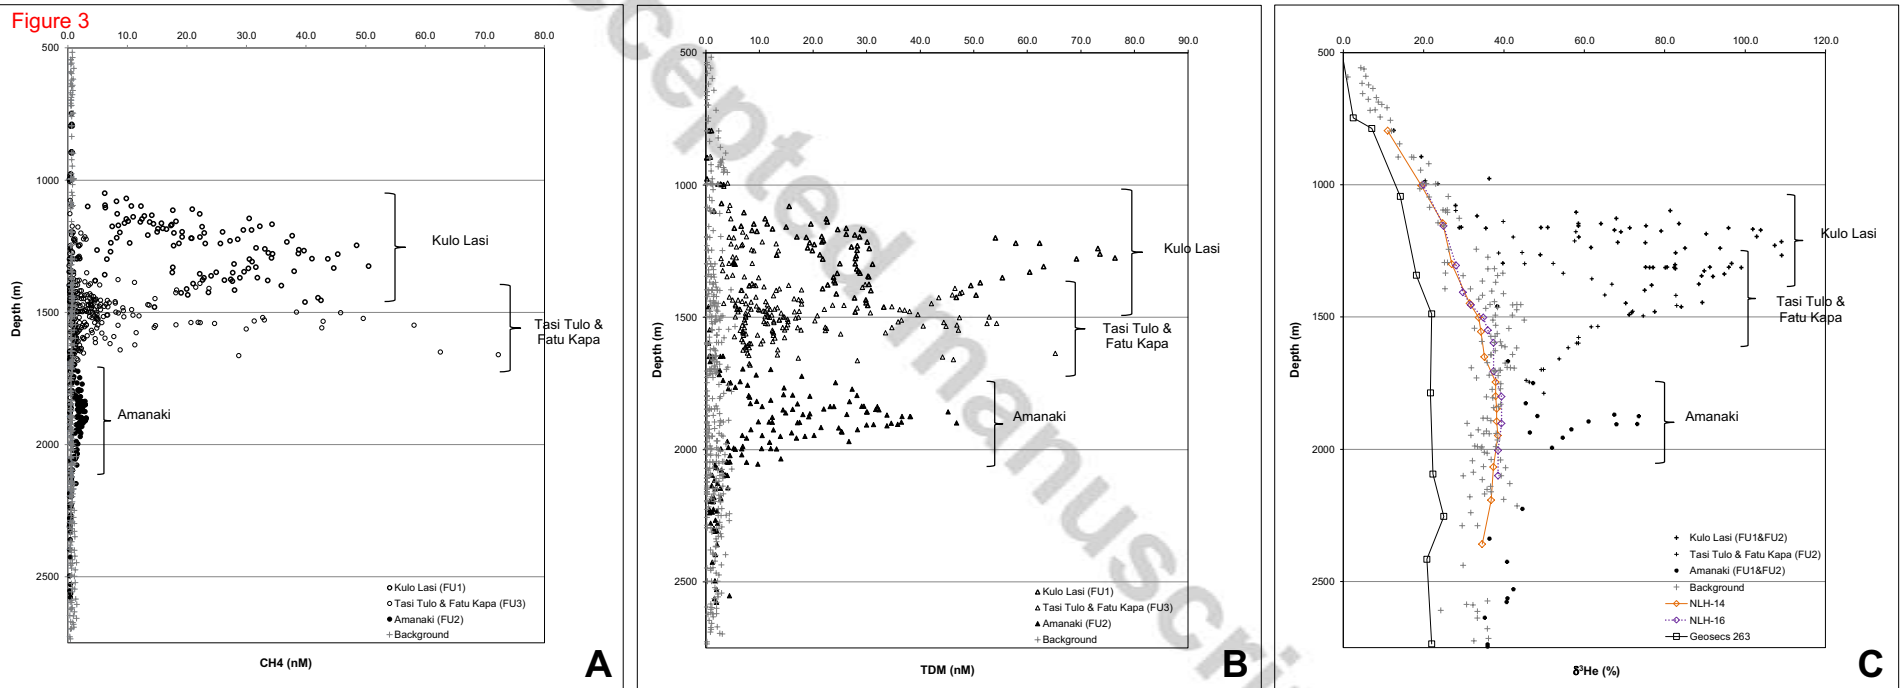 Figure 3
0.0 10.0 20.0 30.0 40.0 50.0 60.0 70.0 80.0
500
1000
1500
2000
2500
Depth (m)
Kulo Lasi
Tasi Tulo &
Fatu Kapa
Amanaki
Kulo Lasi (FU1)
Tasi Tulo & Fatu Kapa (FU3)
Amanaki (FU2)
Background
CH4 (nM)
A
0.0 10.0 20.0 30.0 40.0 50.0 60.0 70.0 80.0 90.0
500
1000
1500
2000
2500
Depth (m)
Kulo Lasi
Tasi Tulo &
Fatu Kapa
Amanaki
Kulo Lasi (FU1)
Tasi Tulo & Fatu Kapa (FU3)
Amanaki (FU2)
Background
TDM (nM)
B
0.0 20.0 40.0 60.0 80.0 100.0 120.0
500
1000
1500
2000
2500
Depth (m)
Kulo Lasi
Tasi Tulo &
Fatu Kapa
Amanaki
Kulo Lasi (FU1&FU2)
Tasi Tulo & Fatu Kapa (FU2)
Amanaki (FU1&FU2)
Background
NLH-14
NLH-16
Geosecs 263
δ³He (%)
C
cepted manuscri